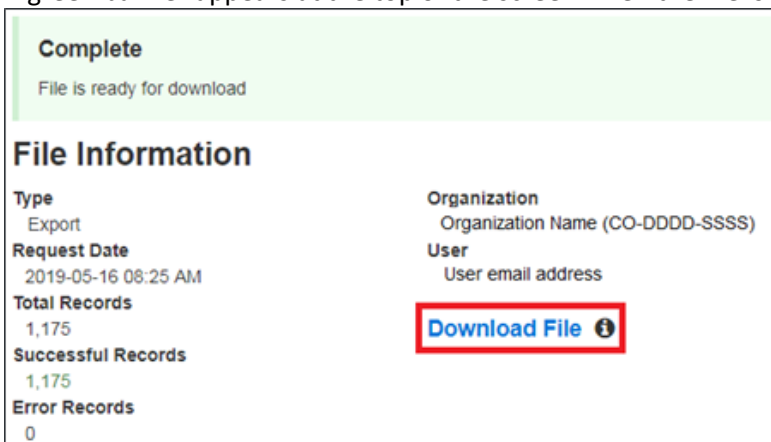 Complete
File is ready for download
File Information
Type
Export
Request Date
2019-05-16 08:25 AM
Total Records
1,175
Successful Records
1,175
Error Records
0
Organization
Organization Name (CO-DDDD-SSSS)
User
User email address
Download File